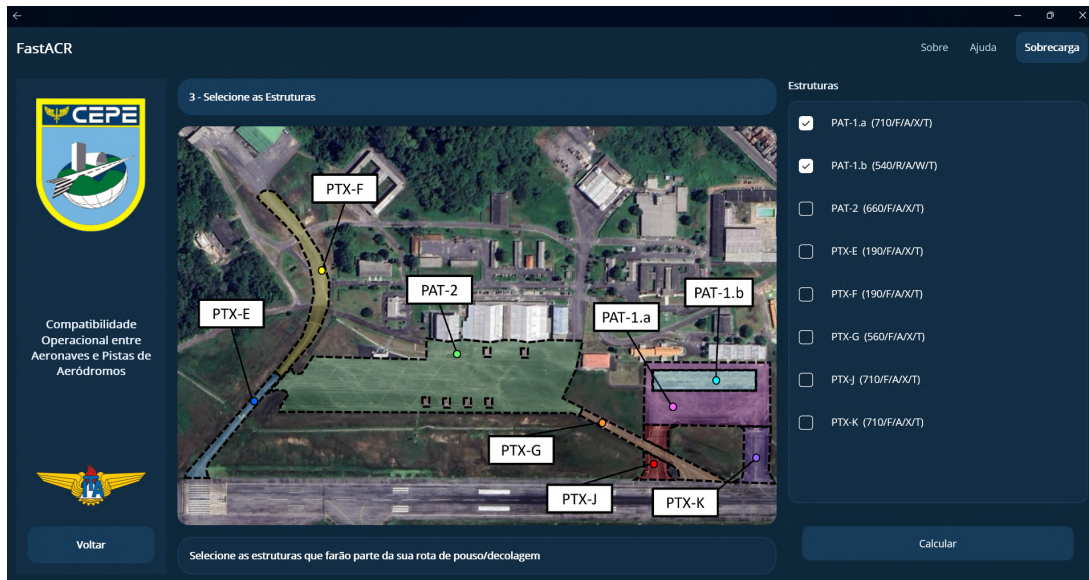 FastACR
Sobre
Ajuda
Sobrecarga
CEPE
Compatibilidade
Operacional entre
Aeronaves e Pistas de
Aeródromos
ITA
Voltar
3 - Selecione as Estruturas
PTX-F
PAT-2
PAT-1.b
PTX-E
PAT-1.a
PTX-G
PTX-J
PTX-K
Selecione as estruturas que farão parte da sua rota de pouso/decolagem
Estruturas
PAT-1.a (710/F/A/X/T)
PAT-1.b (540/R/A/W/T)
PAT-2 (660/F/A/X/T)
PTX-E (190/F/A/X/T)
PTX-F (190/F/A/X/T)
PTX-G (560/F/A/X/T)
PTX-J (710/F/A/X/T)
PTX-K (710/F/A/X/T)
Calcular